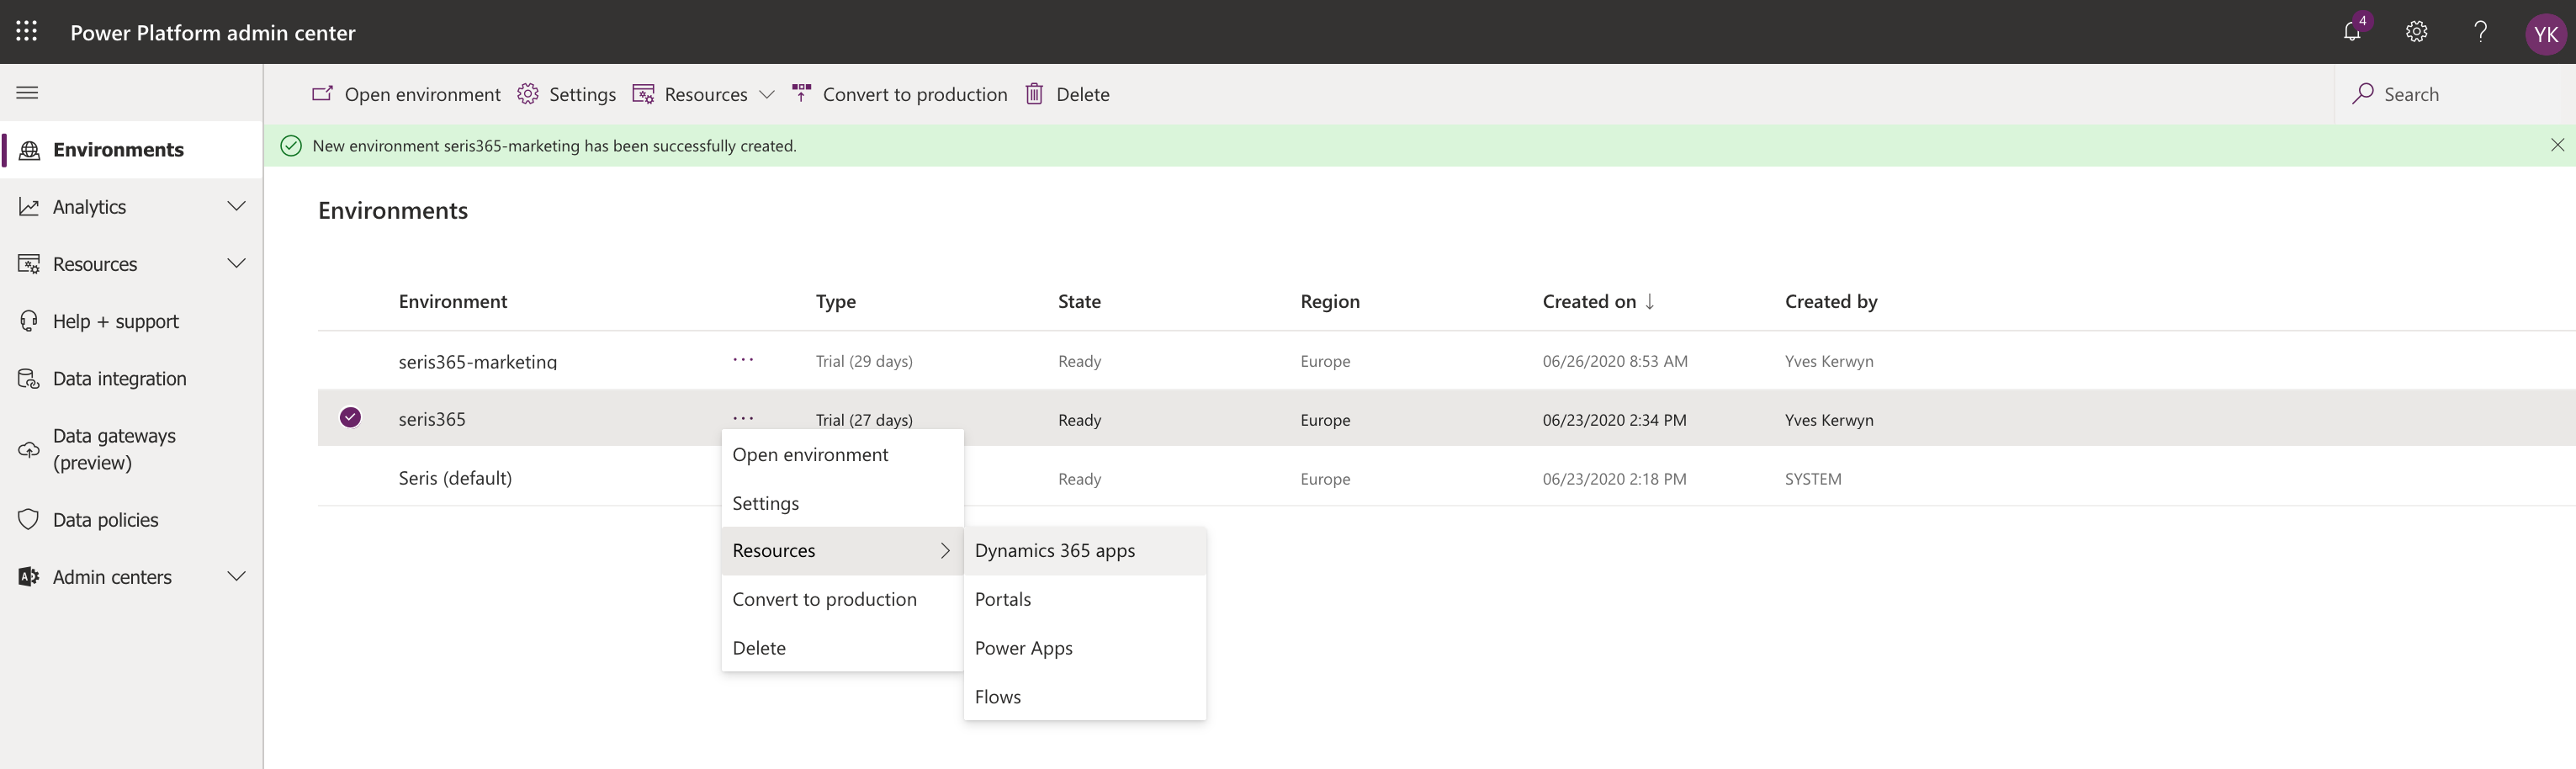 Power Platform admin center
4
YK
Open environment
Settings
Resources
Convert to production
Delete
Search
New environment seris365-marketing has been successfully created.
Environments
Analytics
Resources
Help + support
Data integration
Data gateways
(preview)
Data policies
Admin centers
Environments
Environment Type State Region Created on ↓ Created by
seris365-marketing ... Trial (29 days) Ready Europe 06/26/2020 8:53 AM Yves Kerwyn
seris365 ... Trial (27 days) Ready Europe 06/23/2020 2:34 PM Yves Kerwyn
Seris (default) Ready Europe 06/23/2020 2:18 PM SYSTEM
Open environment
Settings
Resources
Convert to production
Delete
Dynamics 365 apps
Portals
Power Apps
Flows